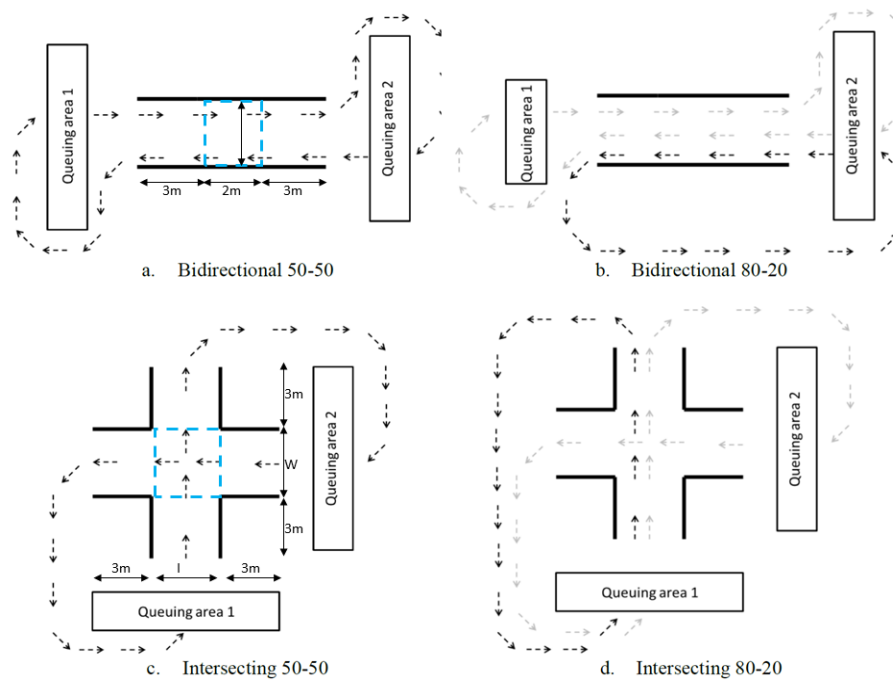 Queuing area 1
Queuing area 2
3m
2m
3m
a. Bidirectional 50-50
Queuing area 1
Queuing area 2
b. Bidirectional 80-20
3m
W
3m
3m
l
3m
Queuing area 2
Queuing area 1
c. Intersecting 50-50
Queuing area 2
Queuing area 1
d. Intersecting 80-20